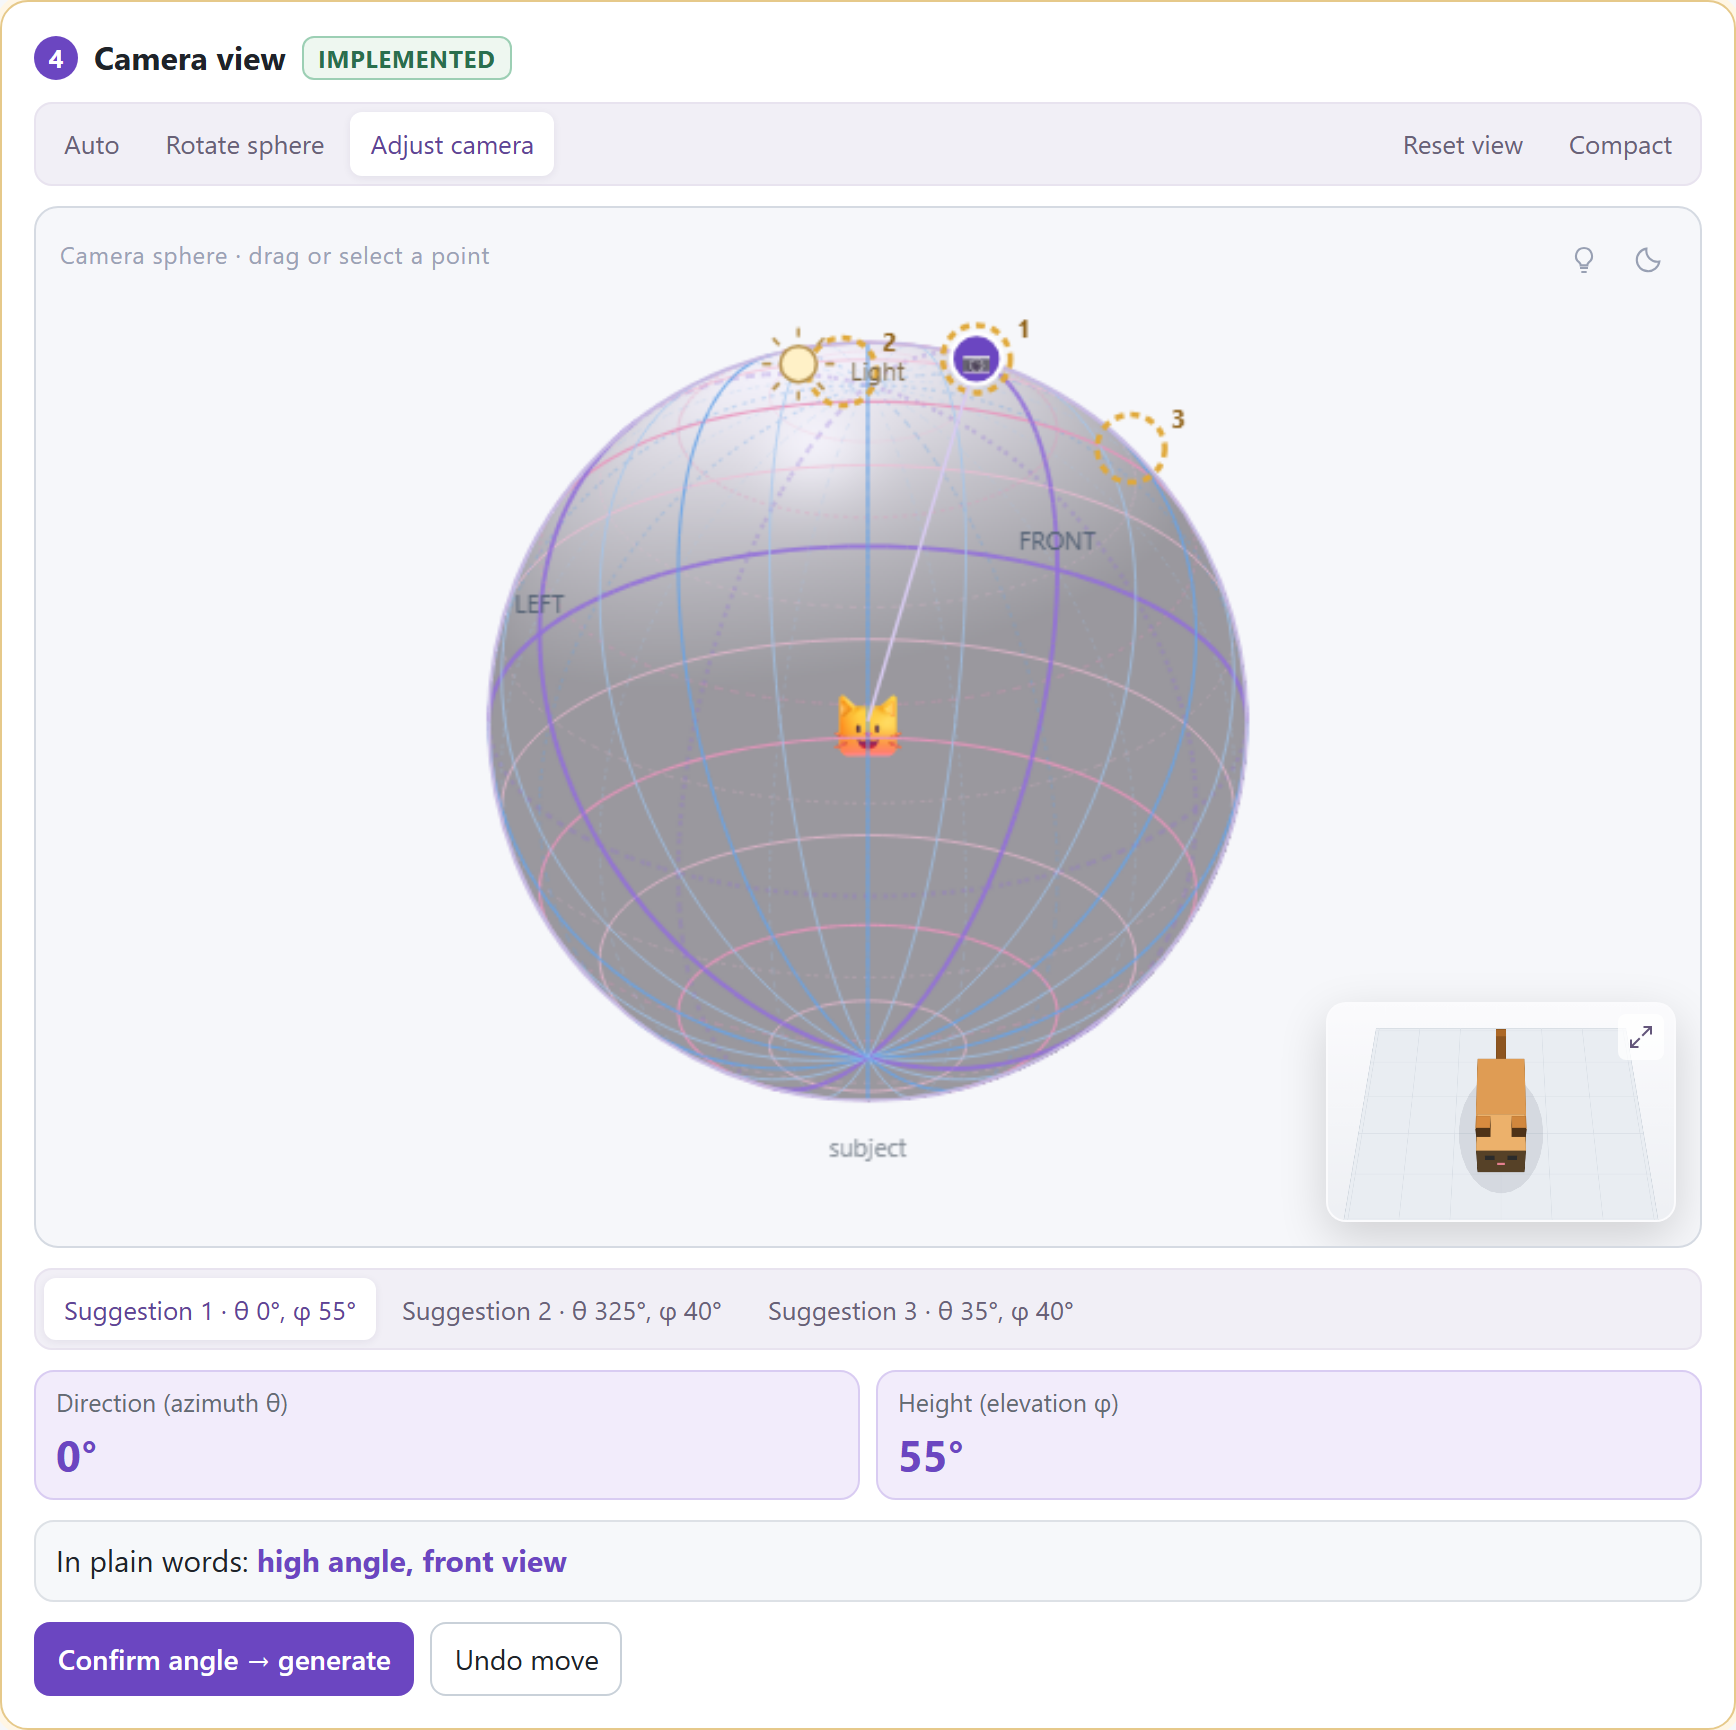 4 Camera view IMPLEMENTED
Auto Rotate sphere Adjust camera Reset view Compact
Camera sphere · drag or select a point
1
2
Light
3
FRONT
LEFT
subject
Suggestion 1 · θ 0°, φ 55° Suggestion 2 · θ 325°, φ 40° Suggestion 3 · θ 35°, φ 40°
Direction (azimuth θ) Height (elevation φ)
0° 55°
In plain words: high angle, front view
Confirm angle → generate Undo move